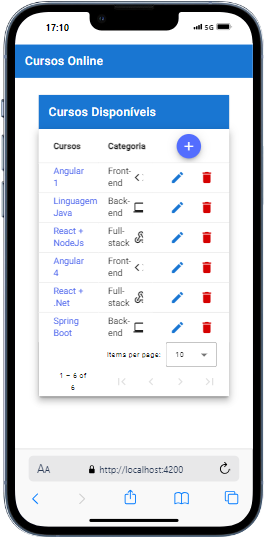 17:10
5G
Cursos Online
Cursos Disponíveis
Cursos Categoria
Angular 1 Front-end
Linguagem Java Back-end
React + NodeJs Full-stack
Angular 4 Front-end
React + .Net Full-stack
Spring Boot Back-end
Items per page: 10
1 – 6 of 6
AA http://localhost:4200